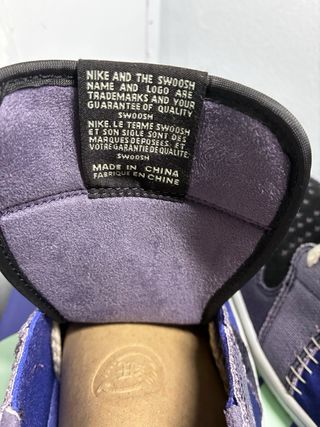 NIKE AND THE SWOOSH
NAME AND LOGO ARE
TRADEMARKS AND YOUR
GUARANTEE OF QUALITY
SWOOSH
NIKE, LE TERME SWOOSH
ET SON SIGLE SONT DES
MARQUES DEPOSÉES, ET
VOTRE GARANTIE DE QUALITE.
SWOOSH
MADE IN CHINA
FABRIQUE EN CHINE